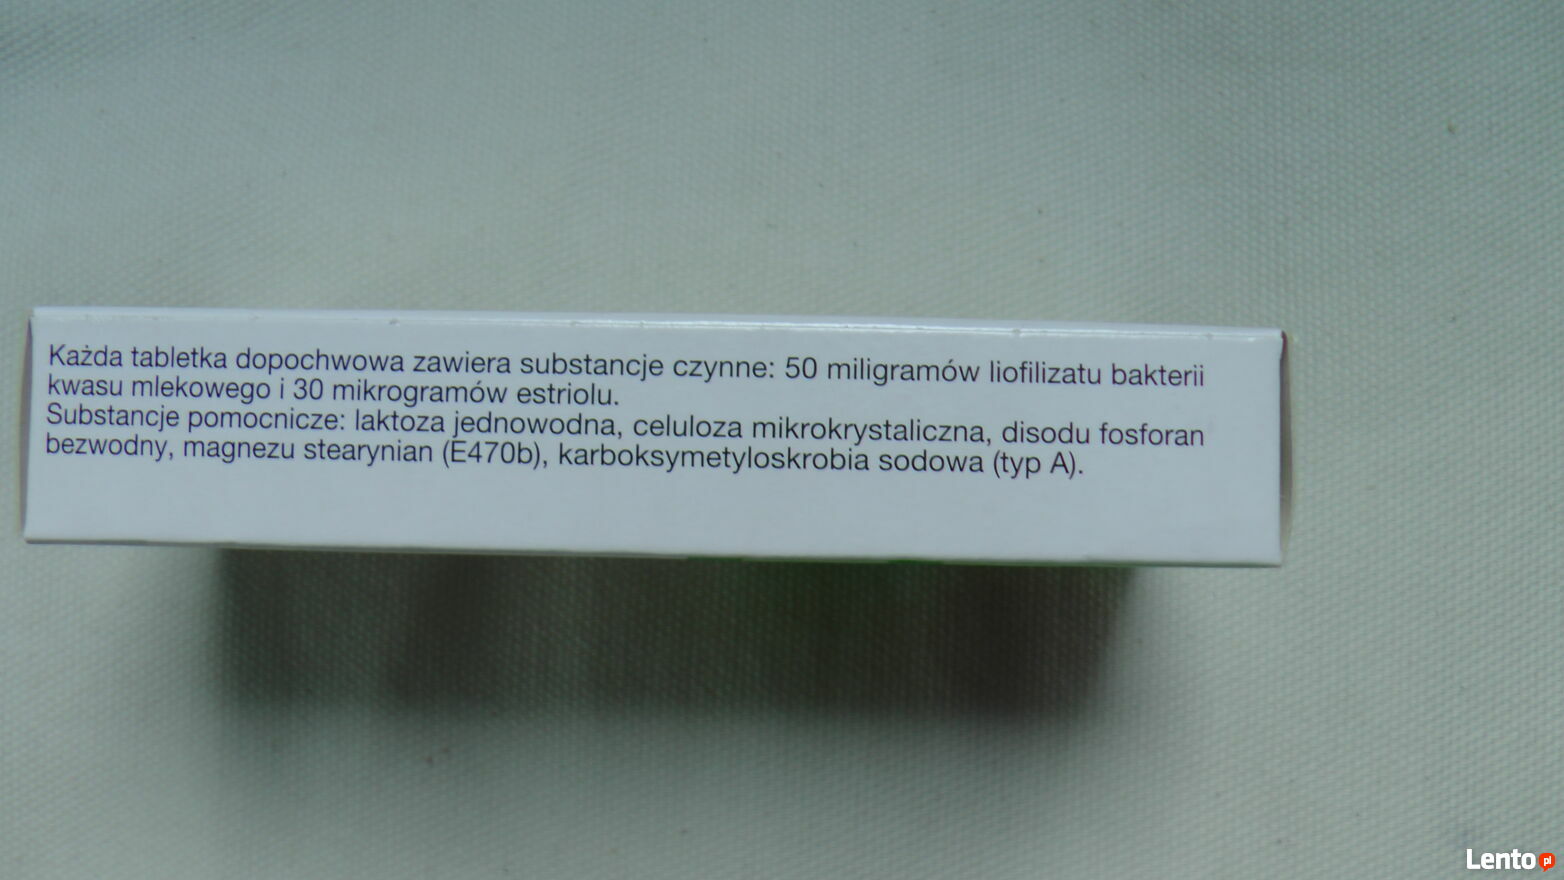 Każda tabletka dopochwowa zawiera substancje czynne: 50 miligramów liofilizatu bakterii
kwasu mlekowego i 30 mikrogramów estriolu.
Substancje pomocnicze: laktoza jednowodna, celuloza mikrokrystaliczna, disodu fosforan
bezwodny, magnezu stearynian (E470b), karboksymetyloskrobia sodowa (typ A).
Lento pl